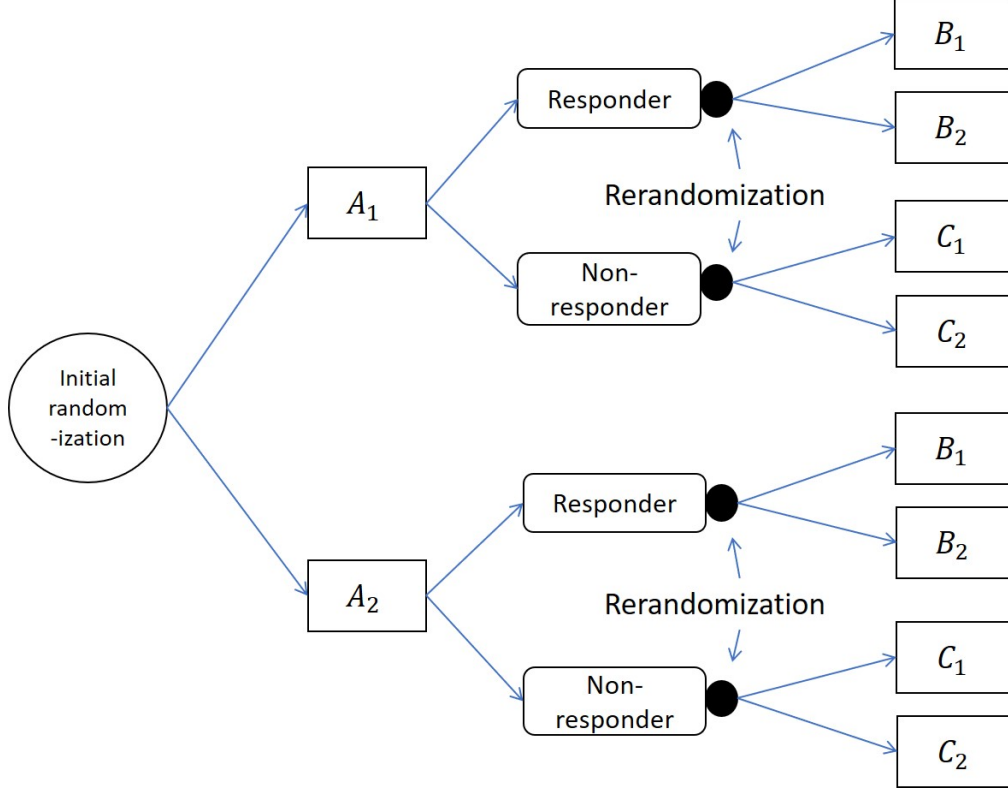 B₁
Responder
B₂
A₁
Rerandomization
C₁
Non-
responder
C₂
Initial
random
-ization
B₁
Responder
B₂
A₂
Rerandomization
C₁
Non-
responder
C₂